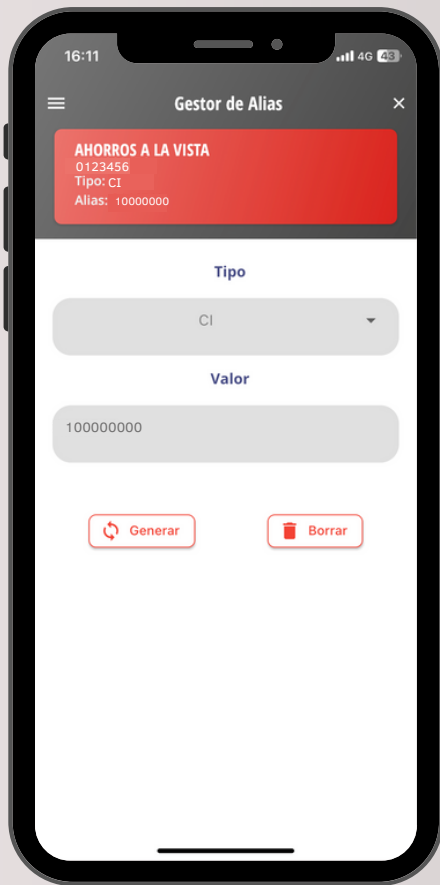 16:11 4G 43
Gestor de Alias
AHORROS A LA VISTA
0123456
Tipo: CI
Alias: 10000000
Tipo
CI
Valor
100000000
Generar Borrar